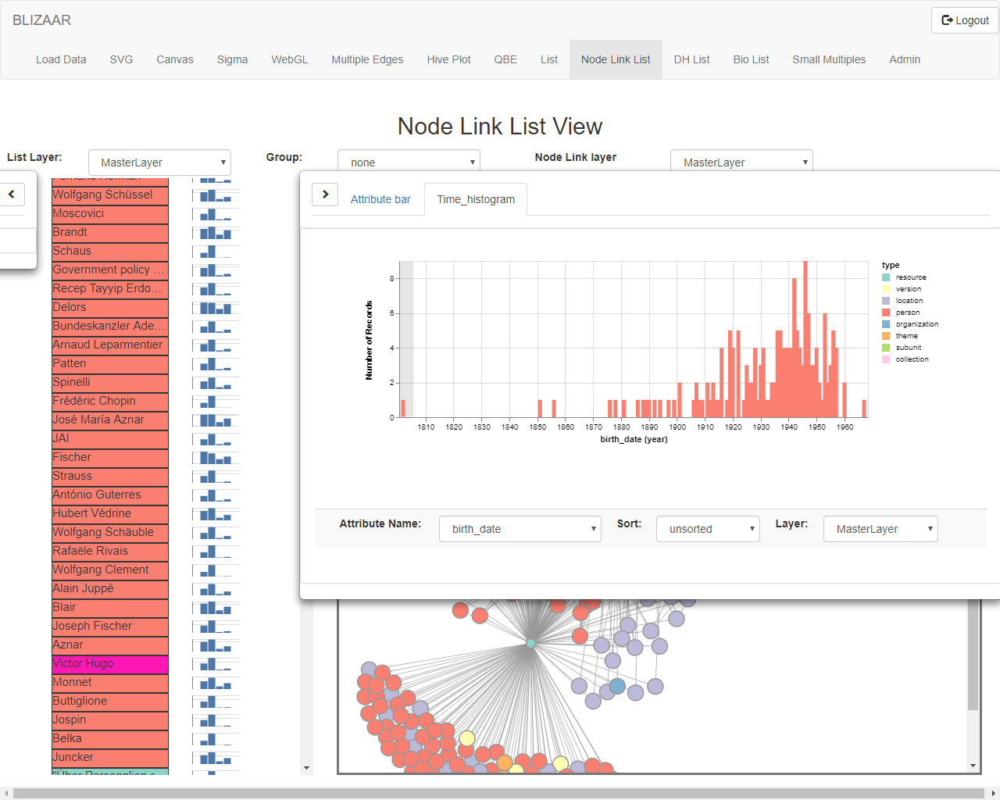 BLIZAAR
Logout
Load Data SVG Canvas Sigma WebGL Multiple Edges Hive Plot QBE List Node Link List DH List Bio List Small Multiples Admin
Node Link List View
List Layer: MasterLayer Group: none Node Link layer MasterLayer
Wolfgang Schüssel
Moscovici
Brandt
Schaus
Government policy ...
Recep Tayyip Erdo...
Delors
Bundeskanzler Ade...
Arnaud Leparmentier
Patten
Spinelli
Frédéric Chopin
José María Aznar
JAI
Fischer
Strauss
António Guterres
Hubert Védrine
Wolfgang Schäuble
Rafaële Rivais
Wolfgang Clement
Alain Juppé
Blair
Joseph Fischer
Aznar
Victor Hugo
Monnet
Buttiglione
Jospin
Belka
Juncker
"Über Personalien r...
Attribute bar Time_histogram
Number of Records
8
6
4
2
0
1810 1820 1830 1840 1850 1860 1870 1880 1890 1900 1910 1920 1930 1940 1950 1960
birth_date (year)
type
resource
version
location
person
organization
theme
subunit
collection
Attribute Name: birth_date Sort: unsorted Layer: MasterLayer